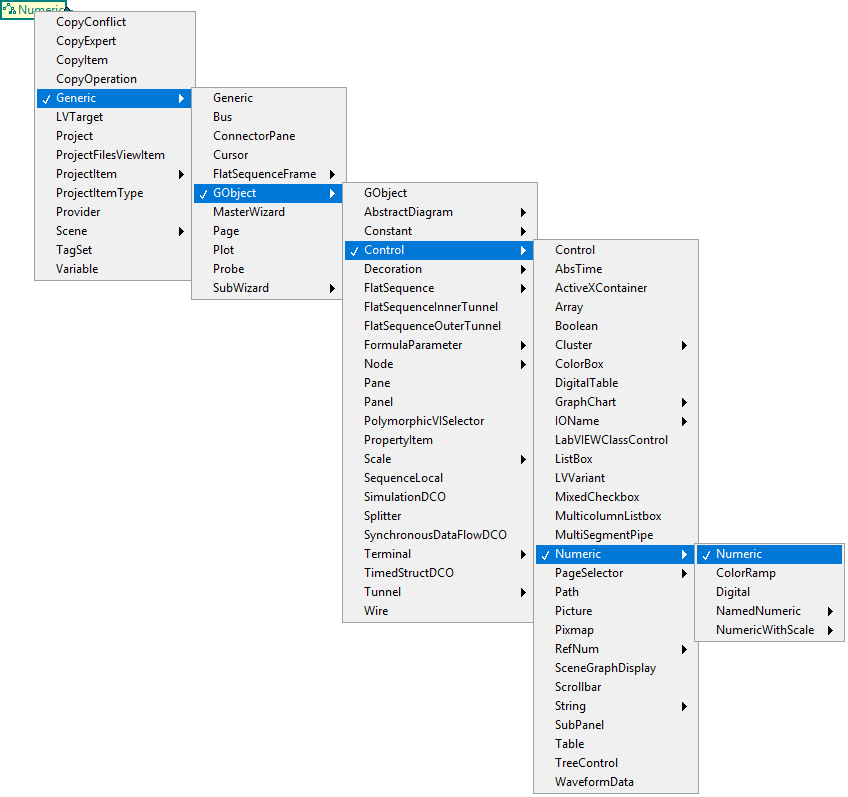 Numeric
CopyConflict
CopyExpert
CopyItem
CopyOperation
Generic
LVTarget
Project
ProjectFilesViewItem
ProjectItem
ProjectItemType
Provider
Scene
TagSet
Variable
Generic
Bus
ConnectorPane
Cursor
FlatSequenceFrame
GObject
MasterWizard
Page
Plot
Probe
SubWizard
GObject
AbstractDiagram
Constant
Control
Decoration
FlatSequence
FlatSequenceInnerTunnel
FlatSequenceOuterTunnel
FormulaParameter
Node
Pane
Panel
PolymorphicVISelector
PropertyItem
Scale
SequenceLocal
SimulationDCO
Splitter
SynchronousDataFlowDCO
Terminal
TimedStructDCO
Tunnel
Wire
Control
AbsTime
ActiveXContainer
Array
Boolean
Cluster
ColorBox
DigitalTable
GraphChart
IOName
LabVIEWClassControl
ListBox
LVVariant
MixedCheckbox
MulticolumnListbox
MultiSegmentPipe
Numeric
PageSelector
Path
Picture
Pixmap
RefNum
SceneGraphDisplay
Scrollbar
String
SubPanel
Table
TreeControl
WaveformData
Numeric
ColorRamp
Digital
NamedNumeric
NumericWithScale